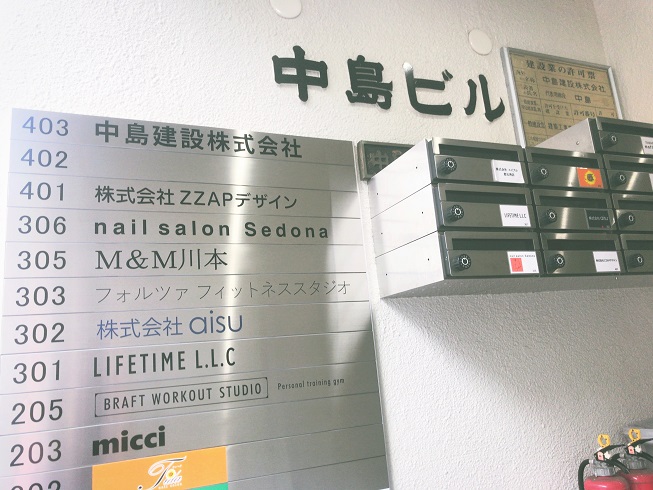 中島ビル
403 中島建設株式会社
402
401 株式会社ZZAPデザイン
306 nail salon Sedona
305 M&M川本
303 フォルツァ フィットネススタジオ
302 株式会社 aisu
301 LIFETIME L.L.C
205 BRAFT WORKOUT STUDIO Personal training gym
203 micci
建設業の許可票
中島建設株式会社
中島
LIFETIME L.L.C